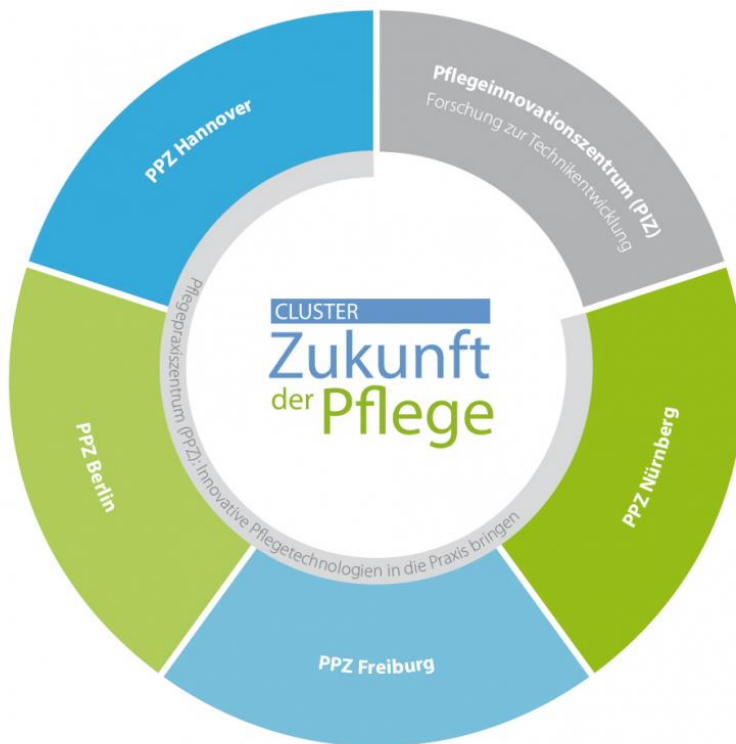 CLUSTER
Zukunft
der Pflege
Pflegeinnovationszentrum (PIZ)
Forschung zur Technikentwicklung
PPZ Nürnberg
PPZ Freiburg
PPZ Berlin
PPZ Hannover
Pflegepraxiszentrum (PPZ): Innovative Pflegetechnologien in die Praxis bringen